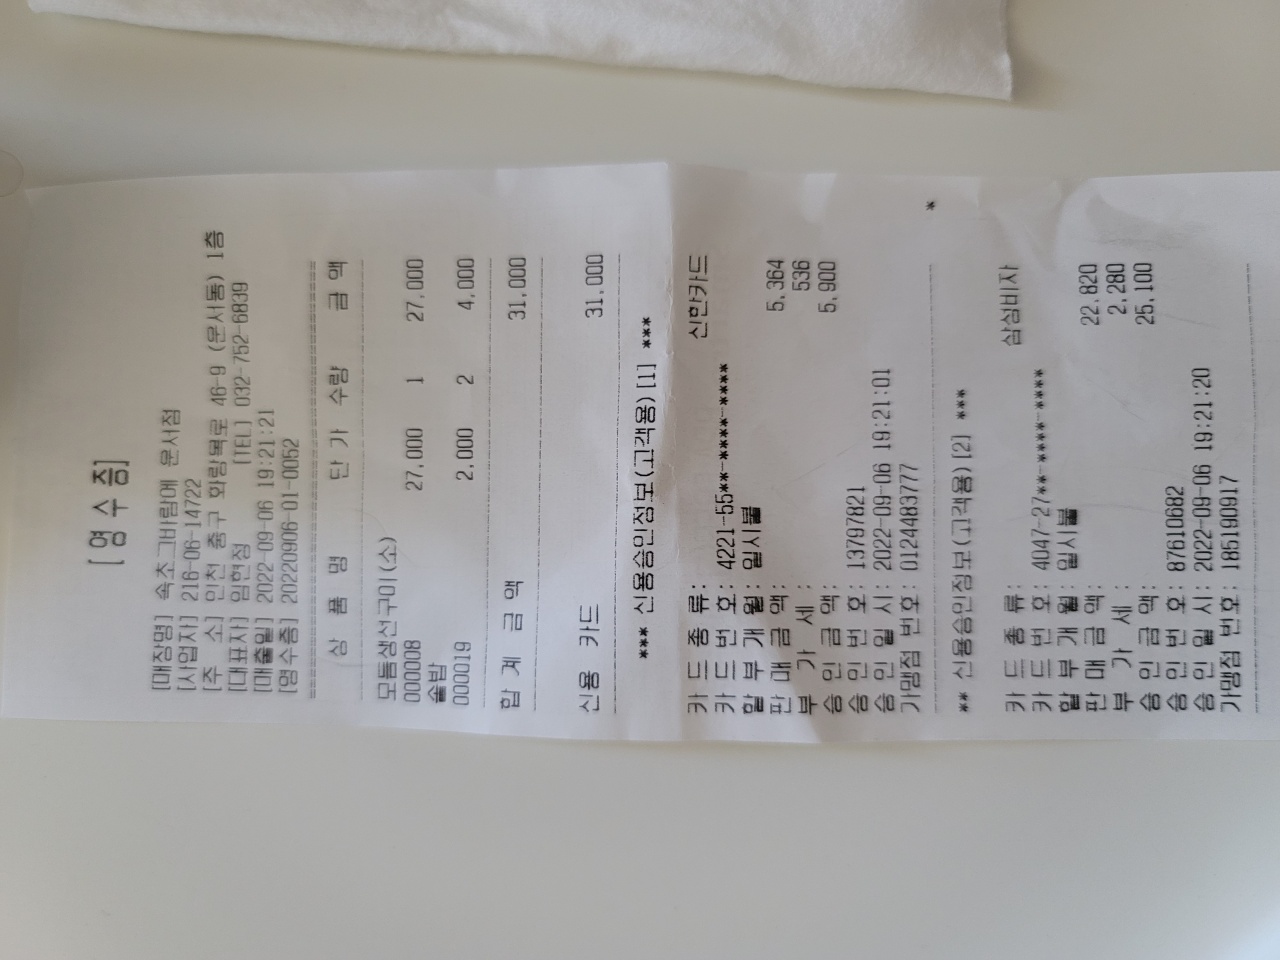 [영 수 증]
[매장명] 속초그바람에 운서점
[사업자] 216-06-14722
[주 소] 인천 중구 화랑목로 46-9 (운서동) 1층
[대표자] 임현정 [TEL] 032-752-6839
[매출일] 2022-09-06 19:21:21
[영수증] 20220906-01-0052
상 품 명 단 가 수량 금 액
모듬생선구이(소)
000008 27,000 1 27,000
솥밥
000019 2,000 2 4,000
합 계 금 액 31,000
신용 카드 31,000
*** 신용승인정보(고객용) [1] ***
카 드 종 류 : 신한카드
카 드 번 호 : 4221-55**-****-****
할 부 개 월 : 일시불
판 매 금 액 : 5,364
부 가 세 : 536
승 인 금 액 : 5,900
승 인 번 호 : 13797821
승 인 일 시 : 2022-09-06 19:21:01
가맹점 번호 : 0124483777
*
** 신용승인정보(고객용) [2] ***
카 드 종 류 : 삼성비자
카 드 번 호 : 4047-27**-****-****
할 부 개 월 : 일시불
판 매 금 액 : 22,820
부 가 세 : 2,280
승 인 금 액 : 25,100
승 인 번 호 : 87610682
승 인 일 시 : 2022-09-06 19:21:20
가맹점 번호 : 185190917